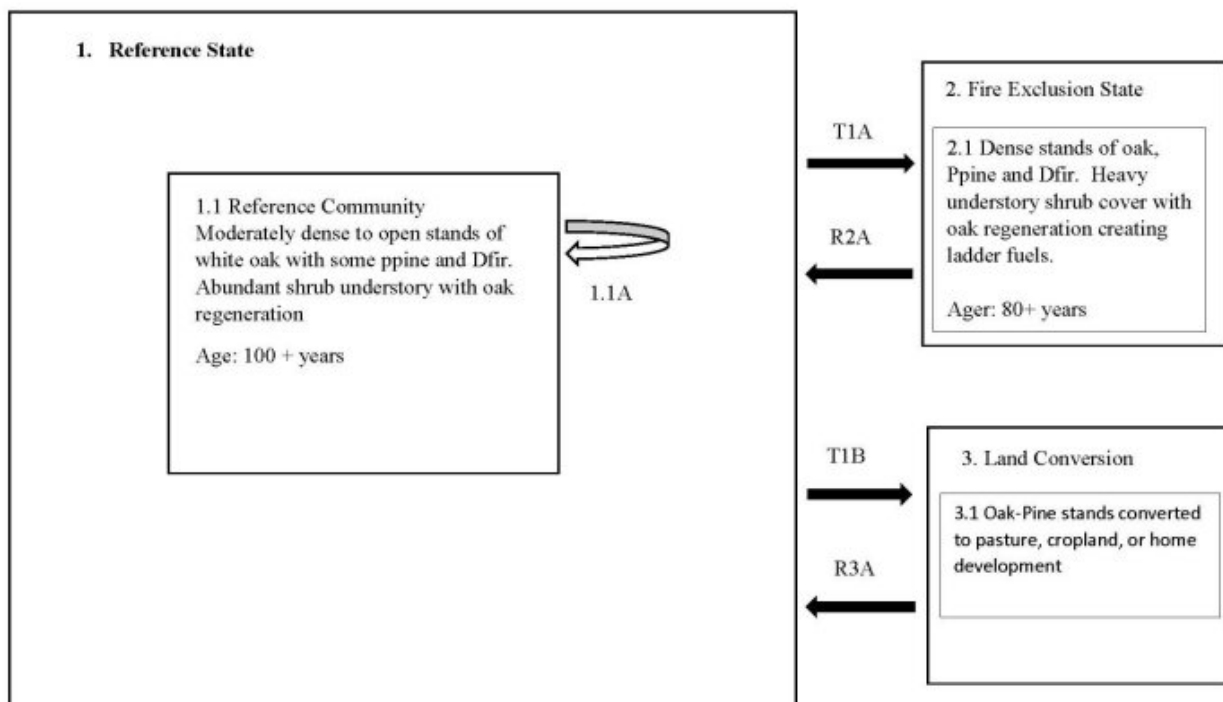 1. Reference State
1.1 Reference Community
Moderately dense to open stands of
white oak with some ppine and Dfir.
Abundant shrub understory with oak
regeneration
Age: 100 + years
1.1A
T1A
R2A
2. Fire Exclusion State
2.1 Dense stands of oak,
Ppine and Dfir. Heavy
understory shrub cover with
oak regeneration creating
ladder fuels.
Ager: 80+ years
T1B
R3A
3. Land Conversion
3.1 Oak-Pine stands converted
to pasture, cropland, or home
development